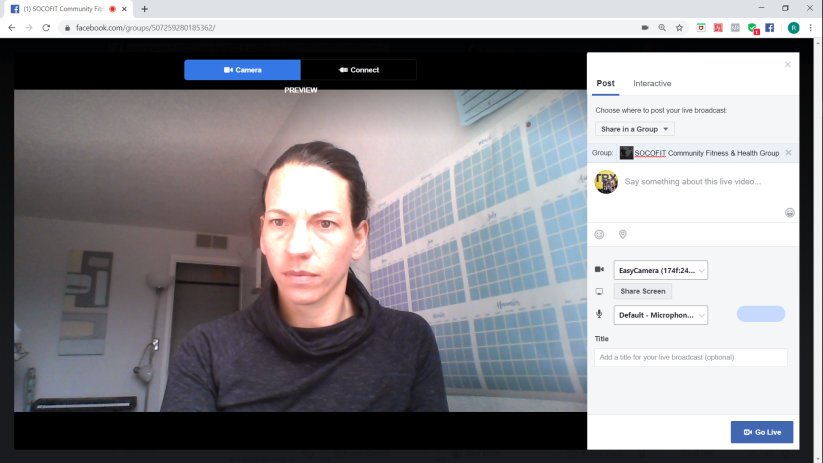 (1) SOCOFIT Community Fitn
facebook.com/groups/507259280185362/
R
Camera
Connect
PREVIEW
Post
Interactive
Choose where to post your live broadcast:
Share in a Group
Group:
SOCOFIT Community Fitness & Health Group
Say something about this live video...
EasyCamera (174f:24...
Share Screen
Default - Microphon...
Title
Add a title for your live broadcast (optional)
Go Live